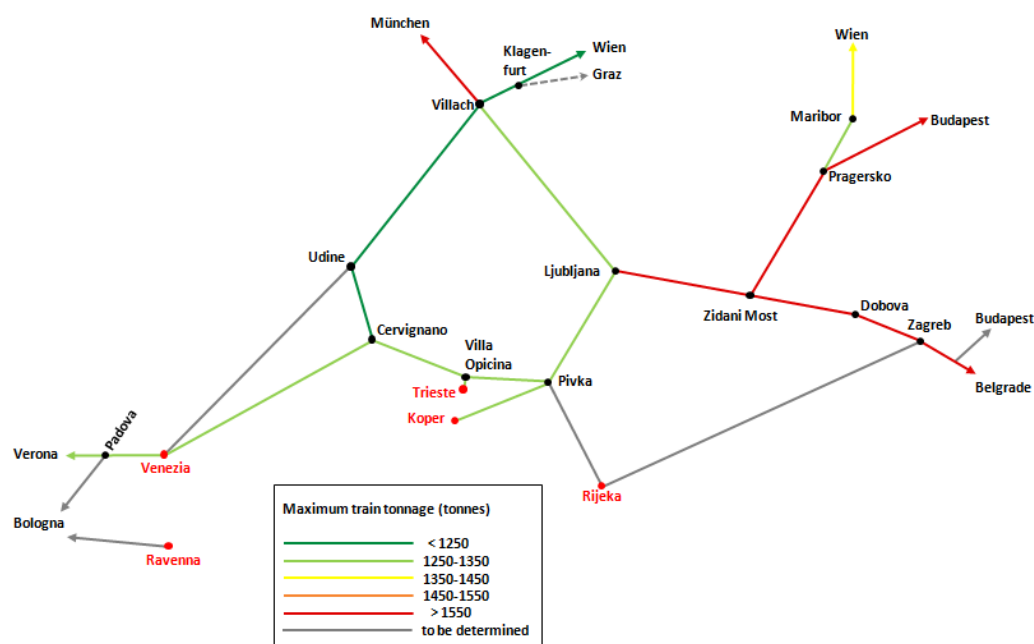 München
Klagen-
furt
Wien
Graz
Villach
Wien
Maribor
Budapest
Pragersko
Udine
Ljubljana
Zidani Most
Dobova
Zagreb
Budapest
Belgrade
Cervignano
Villa
Opicina
Trieste
Pivka
Koper
Rijeka
Padova
Verona
Venezia
Bologna
Ravenna
Maximum train tonnage (tonnes)
< 1250
1250-1350
1350-1450
1450-1550
> 1550
to be determined